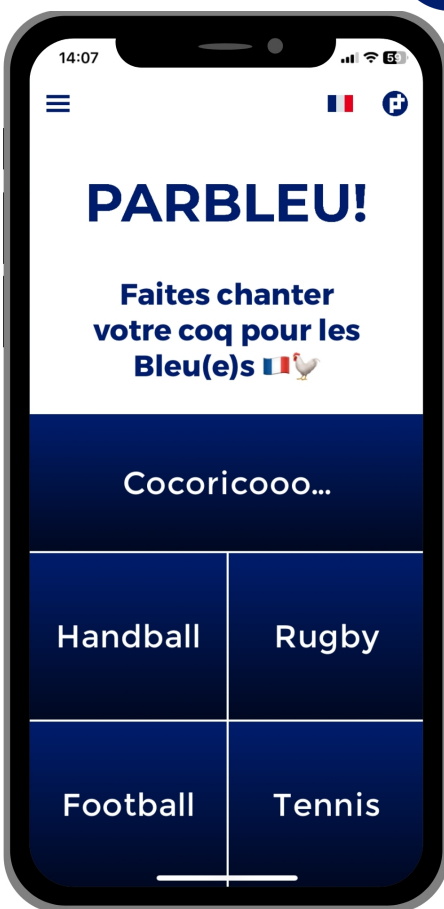 14:07
59
PARBLEU!
Faites chanter
votre coq pour les
Bleu(e)s 🇫🇷🐓
Cocoricooo...
Handball
Rugby
Football
Tennis